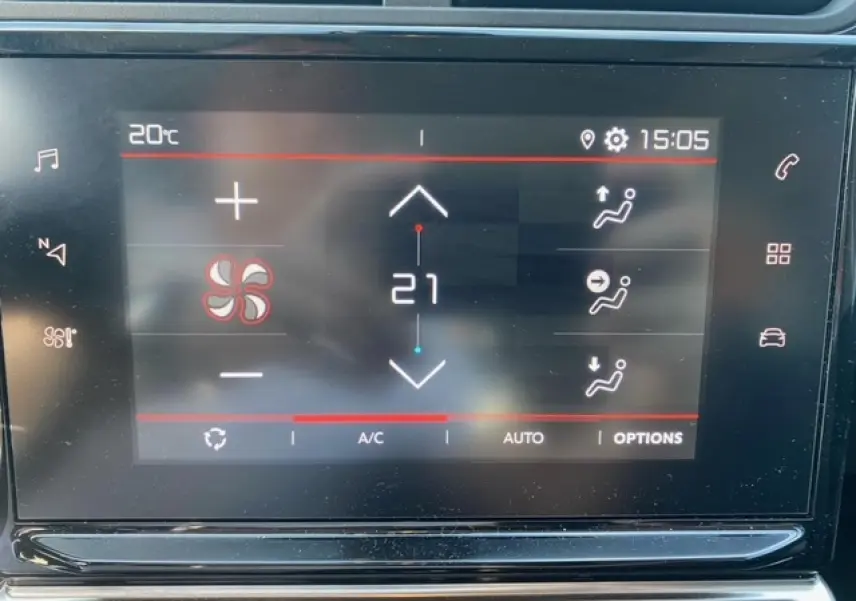 20°C 15:05
N
21
A/C AUTO OPTIONS